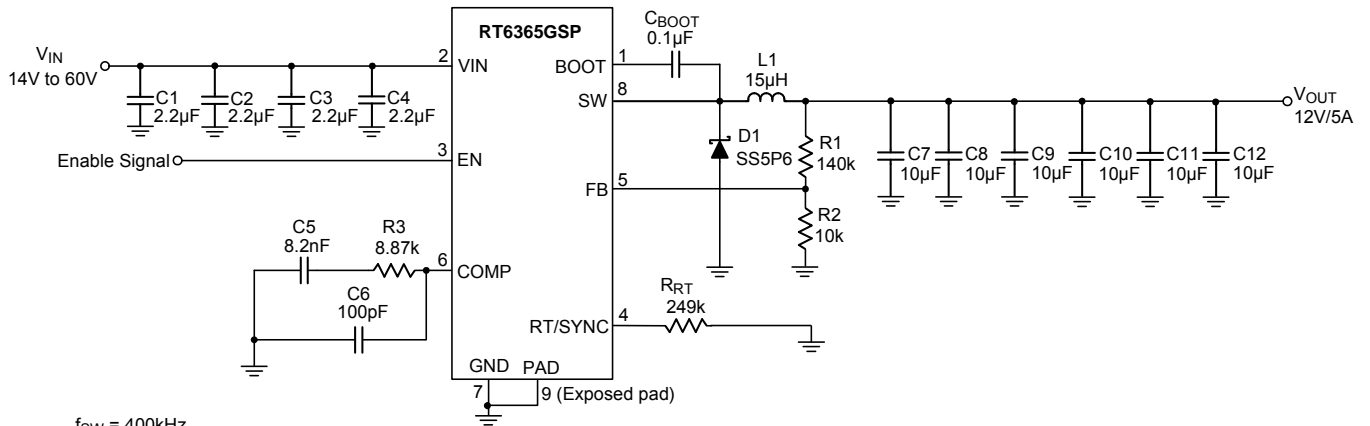 RT6365GSP
CBOOT
0.1µF
VIN
14V to 60V
2
VIN
BOOT
1
L1
15µH
SW
8
VOUT
12V/5A
C1
2.2µF
C2
2.2µF
C3
2.2µF
C4
2.2µF
D1
SS5P6
R1
140k
C7
10µF
C8
10µF
C9
10µF
C10
10µF
C11
10µF
C12
10µF
Enable Signal
3
EN
FB
5
R2
10k
C5
8.2nF
R3
8.87k
6
COMP
C6
100pF
RRT
249k
RT/SYNC
4
GND
PAD
7
9 (Exposed pad)
fSW = 400kHz